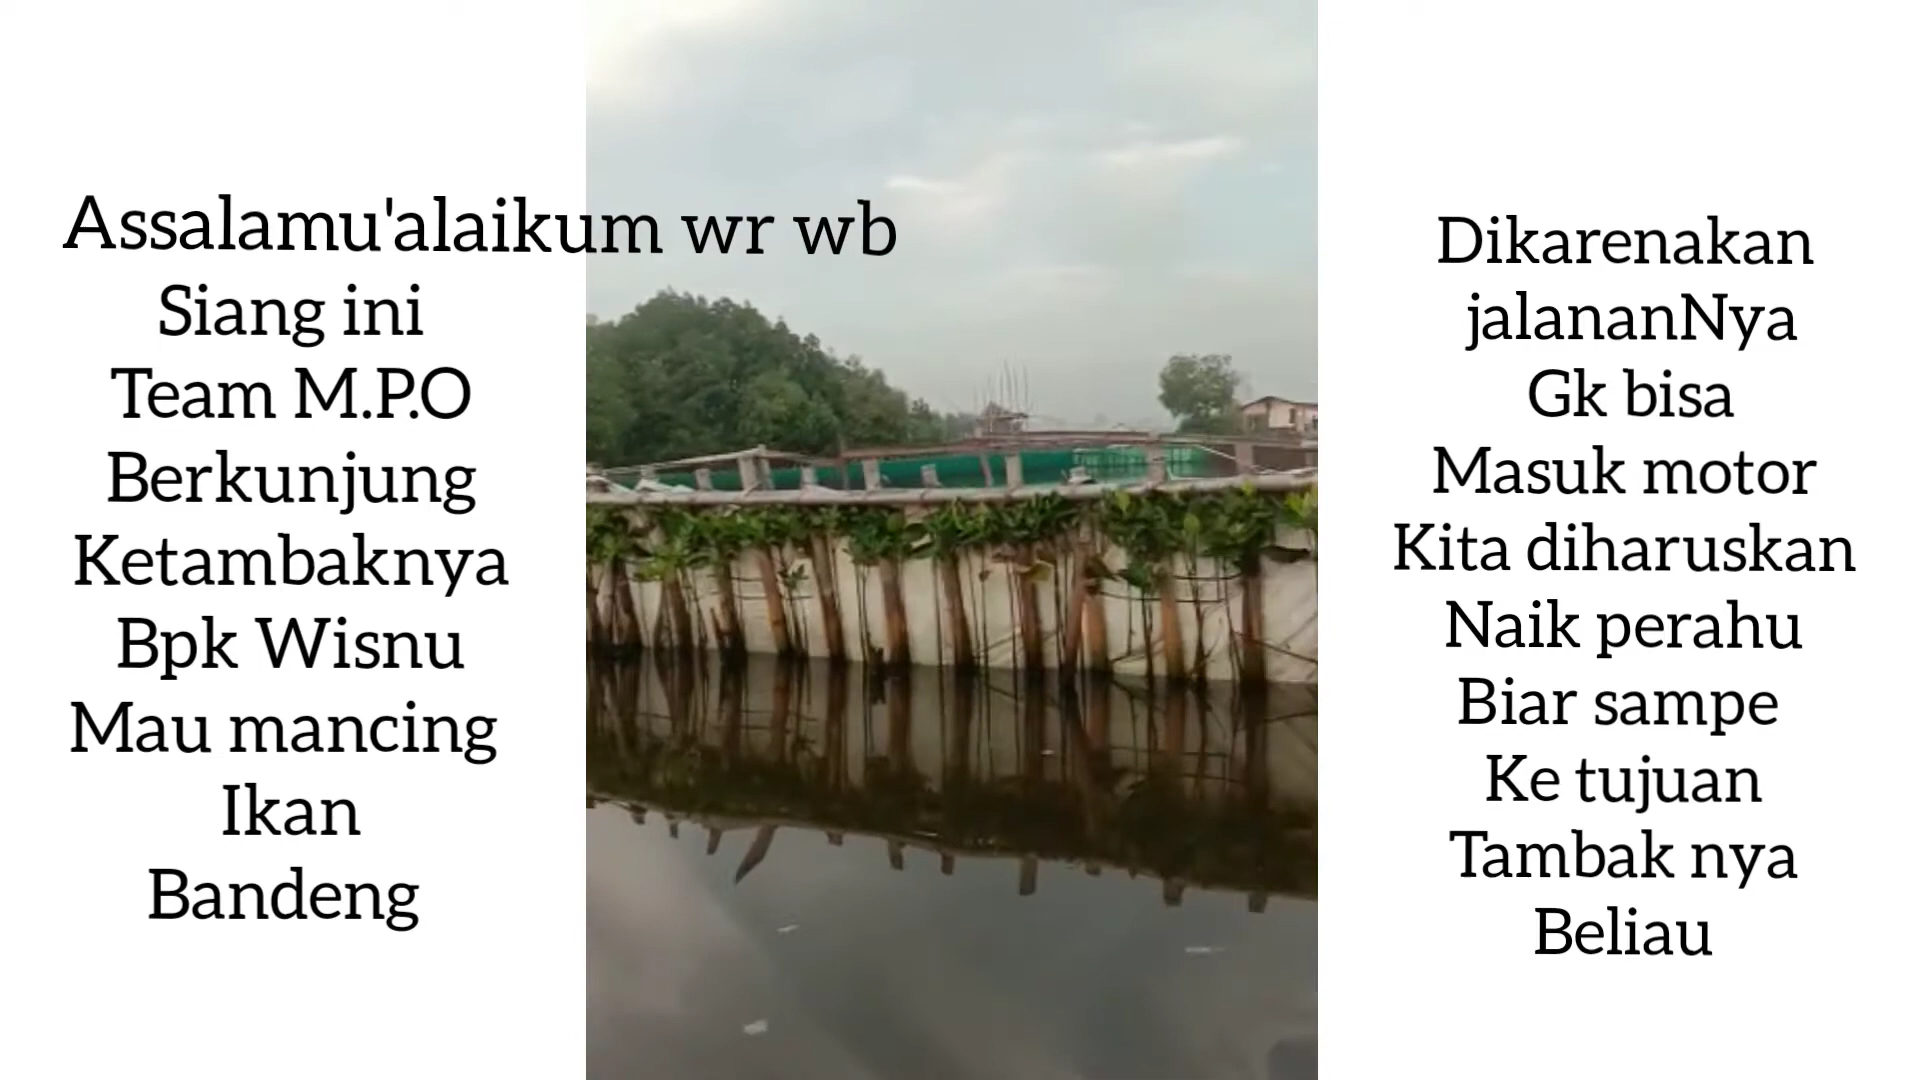 Assalamu'alaikum wr wb
Siang ini
Team M.P.O
Berkunjung
Ketambaknya
Bpk Wisnu
Mau mancing
Ikan
Bandeng
Dikarenakan
jalananNya
Gk bisa
Masuk motor
Kita diharuskan
Naik perahu
Biar sampe
Ke tujuan
Tambak nya
Beliau